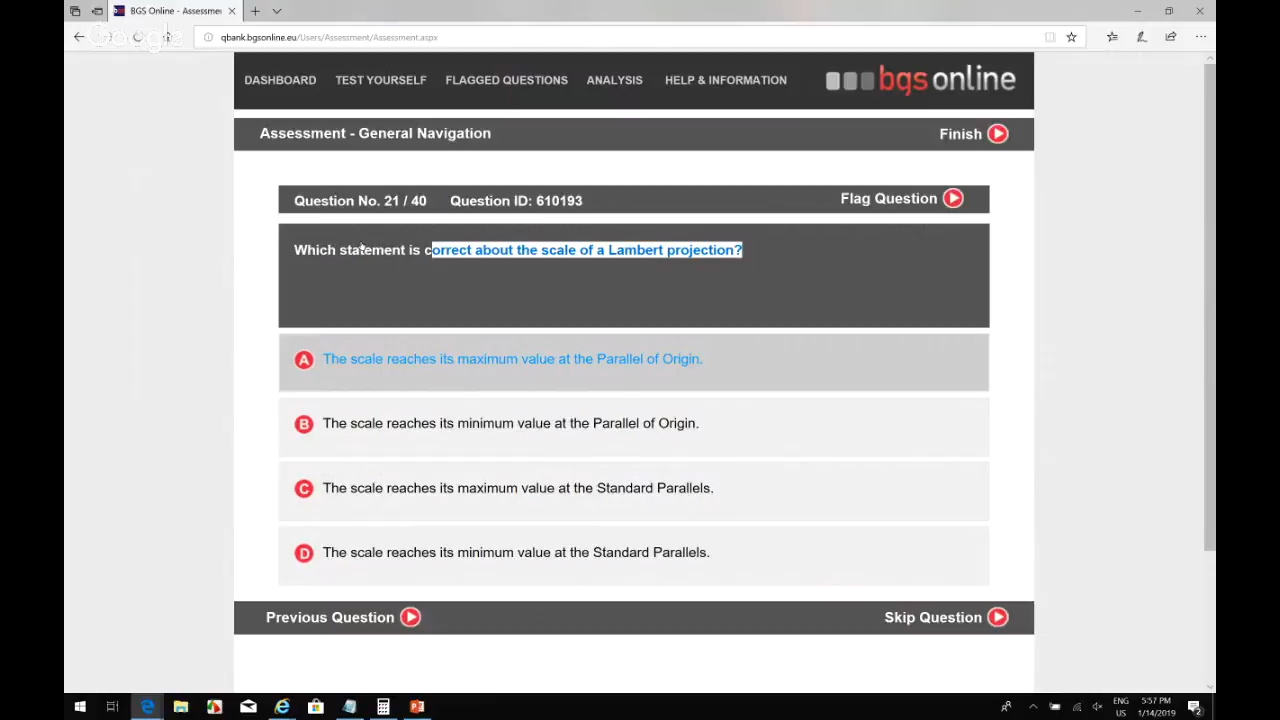 BGS Online - Assessmer
qbank.bgsonline.eu/Users/Assessment/Assessment.aspx
Google
DASHBOARD TEST YOURSELF FLAGGED QUESTIONS ANALYSIS HELP & INFORMATION bgs online
Assessment - General Navigation Finish
Question No. 21 / 40 Question ID: 610193 Flag Question
Which statement is correct about the scale of a Lambert projection?
A The scale reaches its maximum value at the Parallel of Origin.
B The scale reaches its minimum value at the Parallel of Origin.
C The scale reaches its maximum value at the Standard Parallels.
D The scale reaches its minimum value at the Standard Parallels.
Previous Question Skip Question
ENG 5:57 PM
US 1/14/2019 2